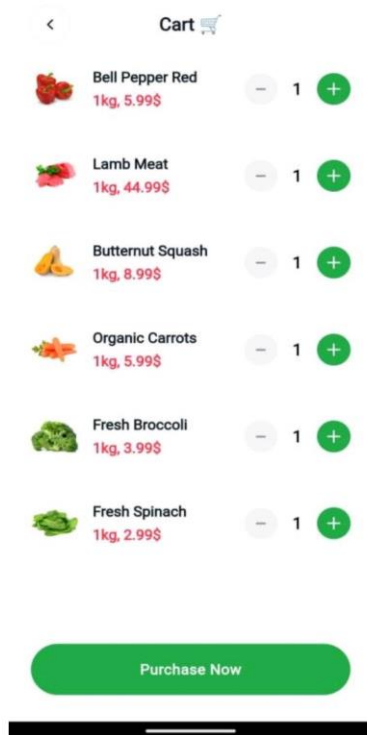 Cart 🛒
Bell Pepper Red
1kg, 5.99$
1
Lamb Meat
1kg, 44.99$
1
Butternut Squash
1kg, 8.99$
1
Organic Carrots
1kg, 5.99$
1
Fresh Broccoli
1kg, 3.99$
1
Fresh Spinach
1kg, 2.99$
1
Purchase Now